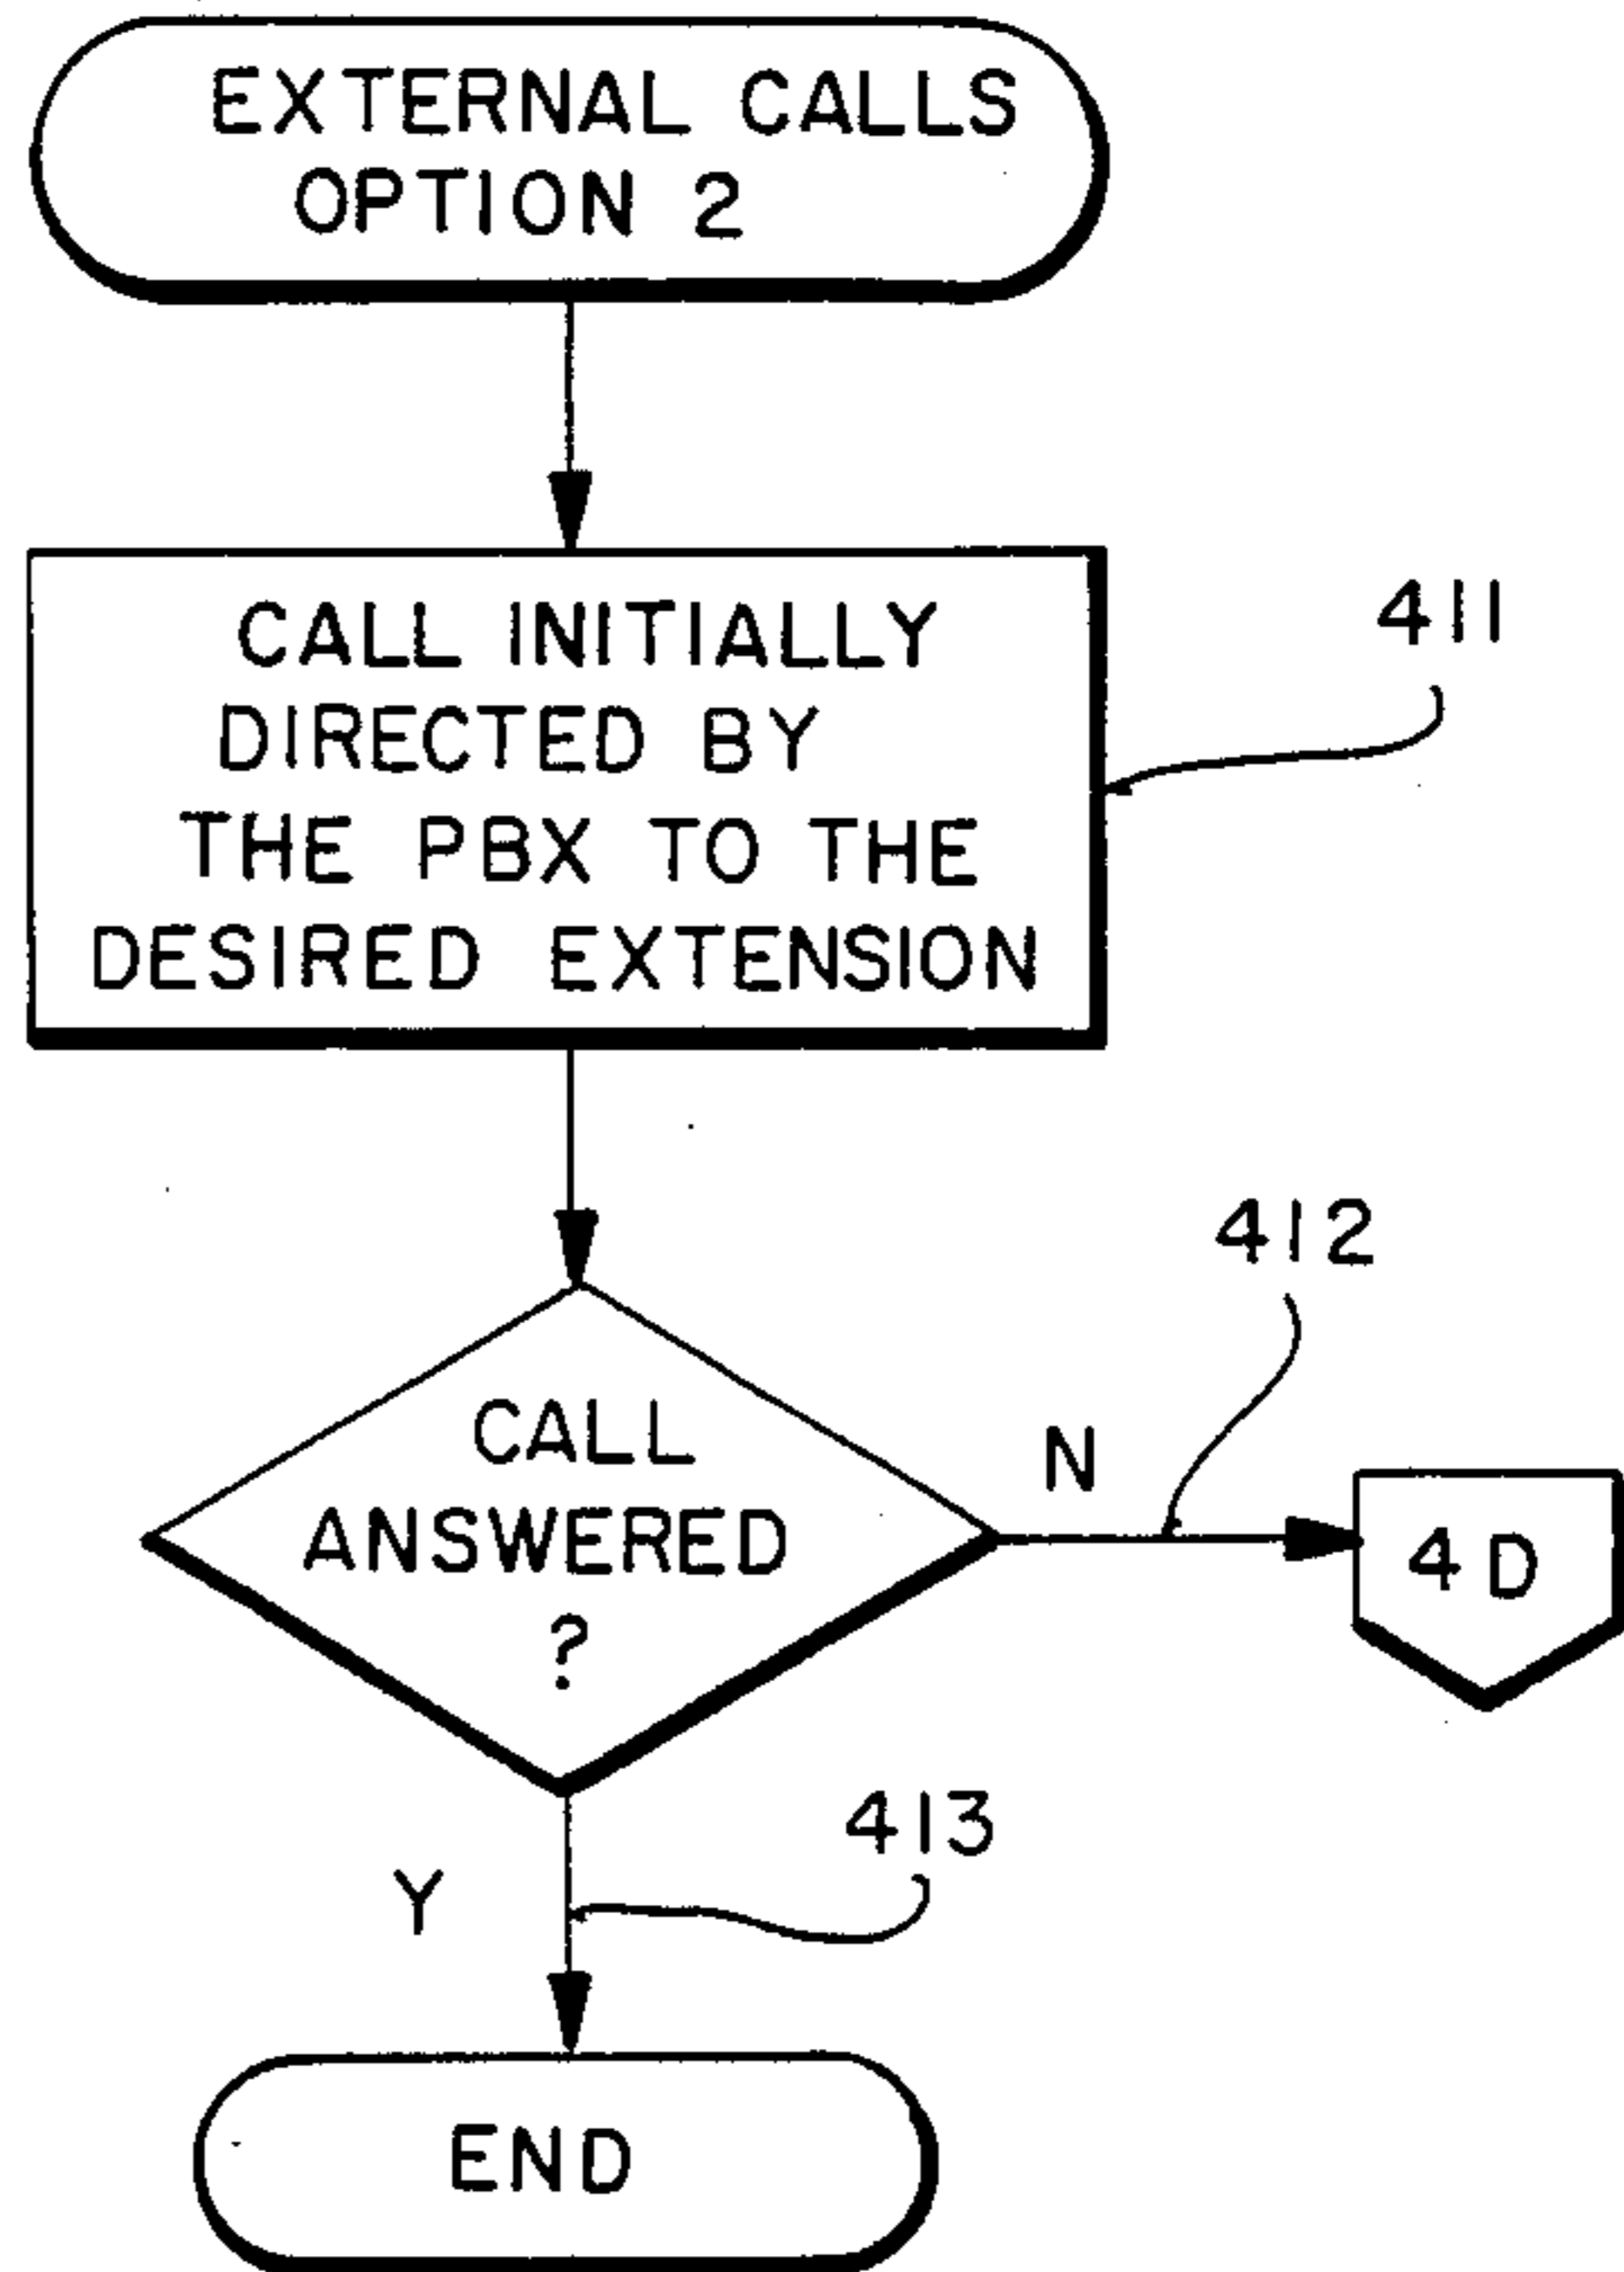 EXTERNAL CALLS
OPTION 2
CALL INITIALLY
DIRECTED BY
THE PBX TO THE
DESIRED EXTENSION
411
412
CALL
ANSWERED
?
N
4D
413
Y
END